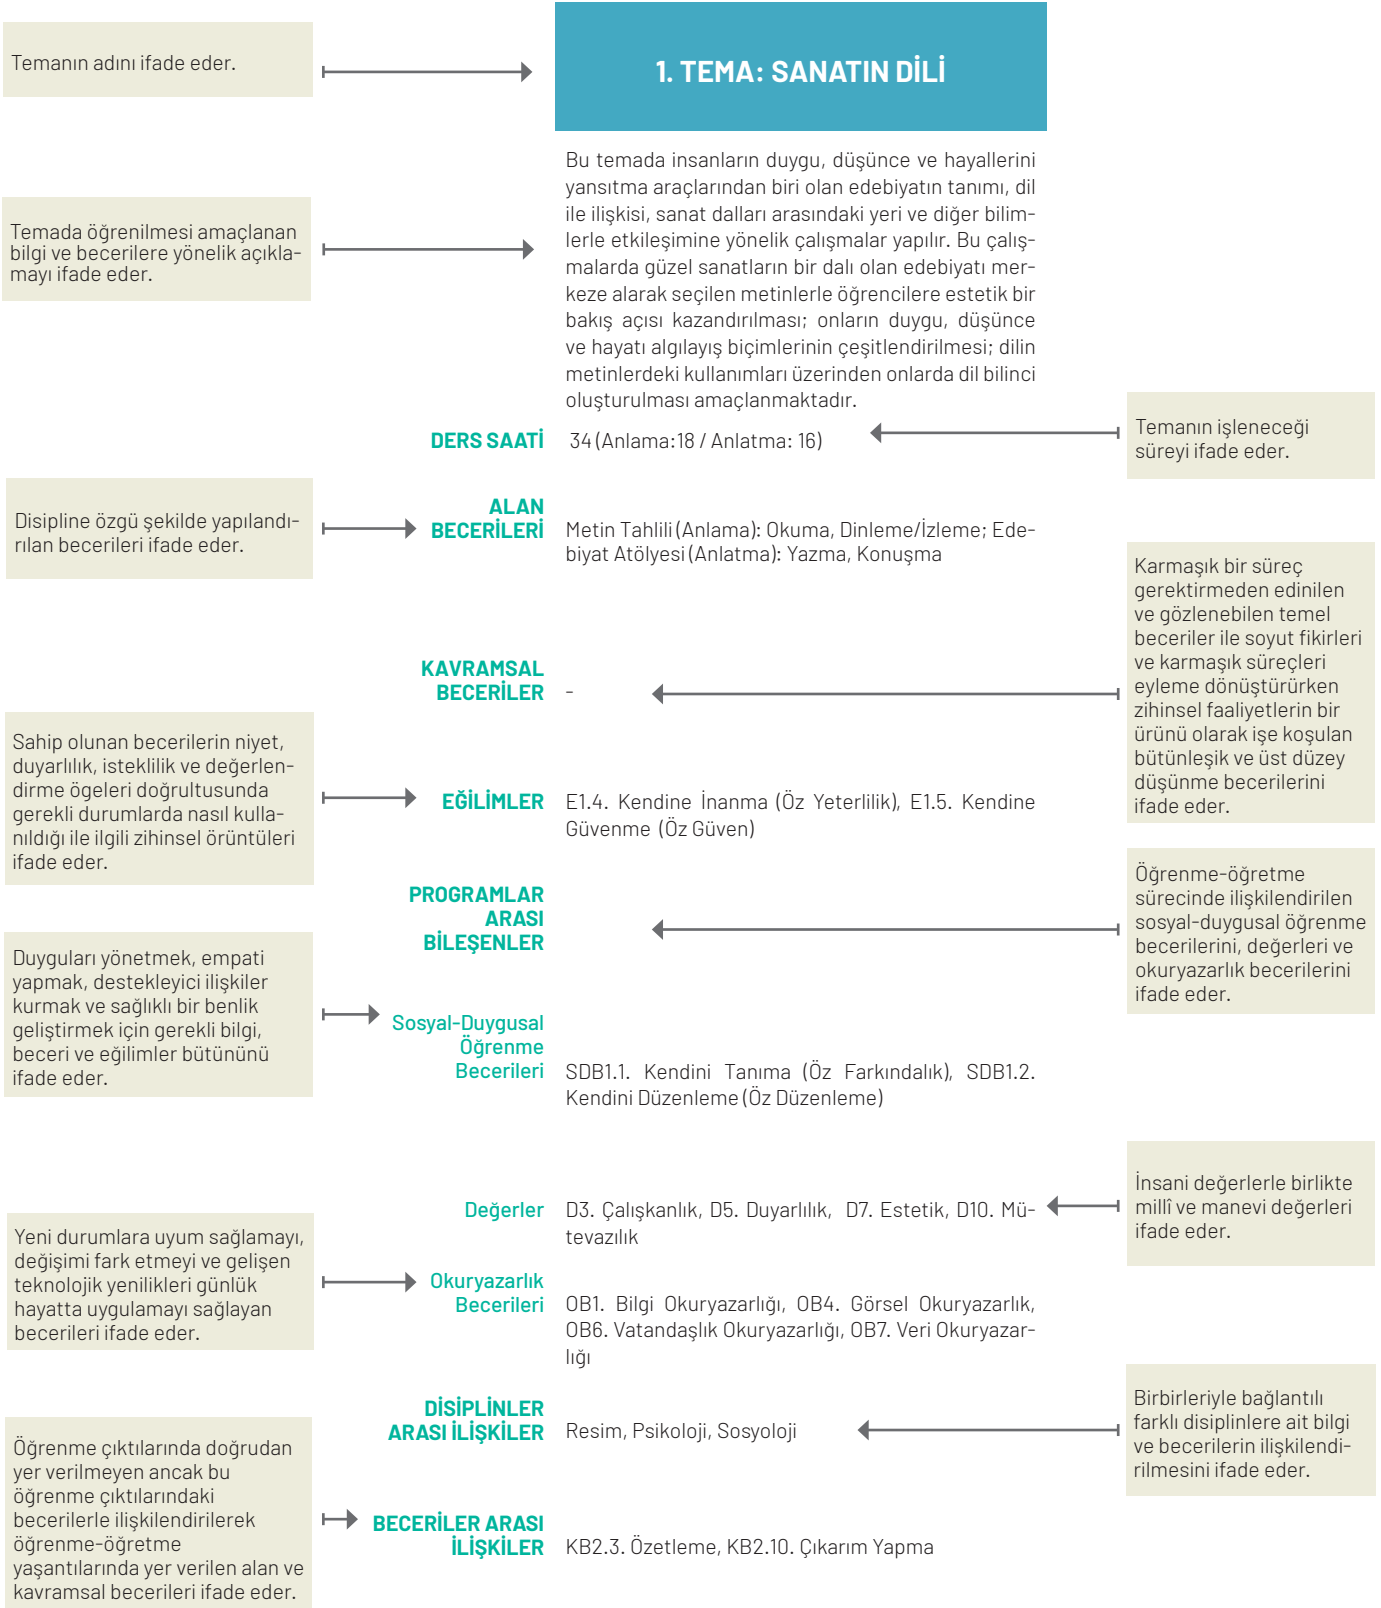 Temanın adını ifade eder.
1. TEMA: SANATIN DİLİ
Bu temada insanların duygu, düşünce ve hayallerini
yansıtma araçlarından biri olan edebiyatın tanımı, dil
ile ilişkisi, sanat dalları arasındaki yeri ve diğer bilim-
lerle etkileşimine yönelik çalışmalar yapılır. Bu çalış-
malarda güzel sanatların bir dalı olan edebiyatı mer-
keze alarak seçilen metinlerle öğrencilere estetik bir
bakış açısı kazandırılması; onların duygu, düşünce
ve hayatı algılayış biçimlerinin çeşitlendirilmesi; dilin
metinlerdeki kullanımları üzerinden onlarda dil bilinci
oluşturulması amaçlanmaktadır.
Temada öğrenilmesi amaçlanan
bilgi ve becerilere yönelik açıkla-
mayı ifade eder.
DERS SAATİ
34 (Anlama:18 / Anlatma: 16)
Temanın işleneceği
süreyi ifade eder.
Disipline özgü şekilde yapılandı-
rılan becerileri ifade eder.
ALAN
BECERİLERİ
Metin Tahlili (Anlama): Okuma, Dinleme/İzleme; Ede-
biyat Atölyesi (Anlatma): Yazma, Konuşma
KAVRAMSAL
BECERİLER
-
Karmaşık bir süreç
gerektirmeden edinilen
ve gözlenebilen temel
beceriler ile soyut fikirleri
ve karmaşık süreçleri
eyleme dönüştürürken
zihinsel faaliyetlerin bir
ürünü olarak işe koşulan
bütünleşik ve üst düzey
düşünme becerilerini
ifade eder.
Sahip olunan becerilerin niyet,
duyarlılık, isteklilik ve değerlen-
dirme ögeleri doğrultusunda
gerekli durumlarda nasıl kulla-
nıldığı ile ilgili zihinsel örüntüleri
ifade eder.
EĞİLİMLER
E1.4. Kendine İnanma (Öz Yeterlilik), E1.5. Kendine
Güvenme (Öz Güven)
PROGRAMLAR
ARASI
BİLEŞENLER
Öğrenme-öğretme
sürecinde ilişkilendirilen
sosyal-duygusal öğrenme
becerilerini, değerleri ve
okuryazarlık becerilerini
ifade eder.
Duyguları yönetmek, empati
yapmak, destekleyici ilişkiler
kurmak ve sağlıklı bir benlik
geliştirmek için gerekli bilgi,
beceri ve eğilimler bütününü
ifade eder.
Sosyal-Duygusal
Öğrenme
Becerileri
SDB1.1. Kendini Tanıma (Öz Farkındalık), SDB1.2.
Kendini Düzenleme (Öz Düzenleme)
Değerler
D3. Çalışkanlık, D5. Duyarlılık, D7. Estetik, D10. Mü-
tevazılık
İnsani değerlerle birlikte
millî ve manevi değerleri
ifade eder.
Yeni durumlara uyum sağlamayı,
değişimi fark etmeyi ve gelişen
teknolojik yenilikleri günlük
hayatta uygulamayı sağlayan
becerileri ifade eder.
Okuryazarlık
Becerileri
OB1. Bilgi Okuryazarlığı, OB4. Görsel Okuryazarlık,
OB6. Vatandaşlık Okuryazarlığı, OB7. Veri Okuryazar-
lığı
DİSİPLİNLER
ARASI İLİŞKİLER
Resim, Psikoloji, Sosyoloji
Birbirleriyle bağlantılı
farklı disiplinlere ait bilgi
ve becerilerin ilişkilendi-
rilmesini ifade eder.
Öğrenme çıktılarında doğrudan
yer verilmeyen ancak bu
öğrenme çıktılarındaki
becerilerle ilişkilendirilerek
öğrenme-öğretme
yaşantılarında yer verilen alan ve
kavramsal becerileri ifade eder.
BECERİLER ARASI
İLİŞKİLER
KB2.3. Özetleme, KB2.10. Çıkarım Yapma